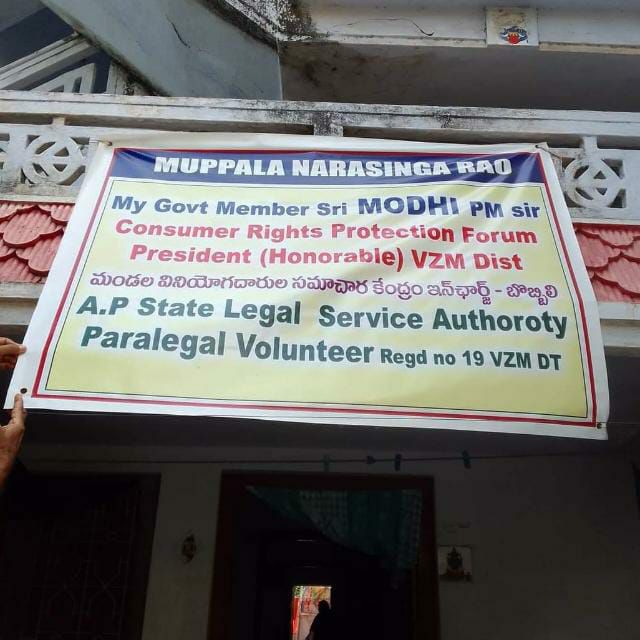 MUPPALA NARASINGA RAO
My Govt Member Sri MODHI PM sir
Consumer Rights Protection Forum
President (Honorable) VZM Dist
మండల వినియోగదారుల సమాచార కేంద్రం ఇన్‌ఛార్జ్ - బొబ్బిలి
A.P State Legal Service Authoroty
Paralegal Volunteer Regd no 19 VZM DT